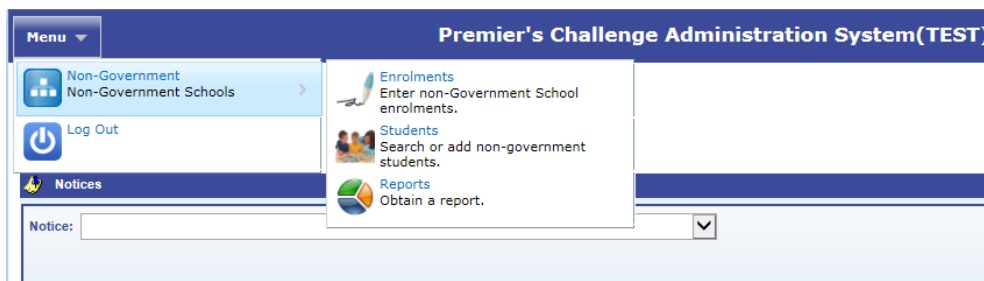 Menu
Premier's Challenge Administration System(TEST)
Non-Government
Non-Government Schools
Log Out
Enrolments
Enter non-Government School
enrolments.
Students
Search or add non-government
students.
Reports
Obtain a report.
Notices
Notice: